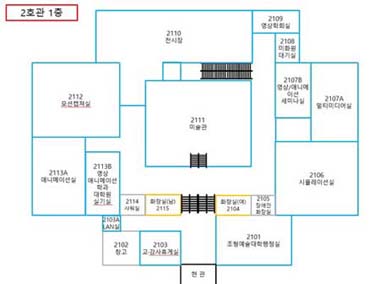 2호관 1층
2110
전시장
2109
영상학회실
2108
미화원
대기실
2112
모션캡쳐실
2107B
영상/애니메
이션
세미나실
2107A
멀티미디어실
2111
미술관
2113A
애니메이션실
2113B
영상
애니메이션
학과
대학원
실기실
2106
시뮬레이션실
2114
샤워실
화장실(남)
2115
화장실(여)
2104
2105
장애인
화장실
2103A
LAN실
2102
창고
2103
교·강사휴게실
2101
조형예술대학행정실
현 관